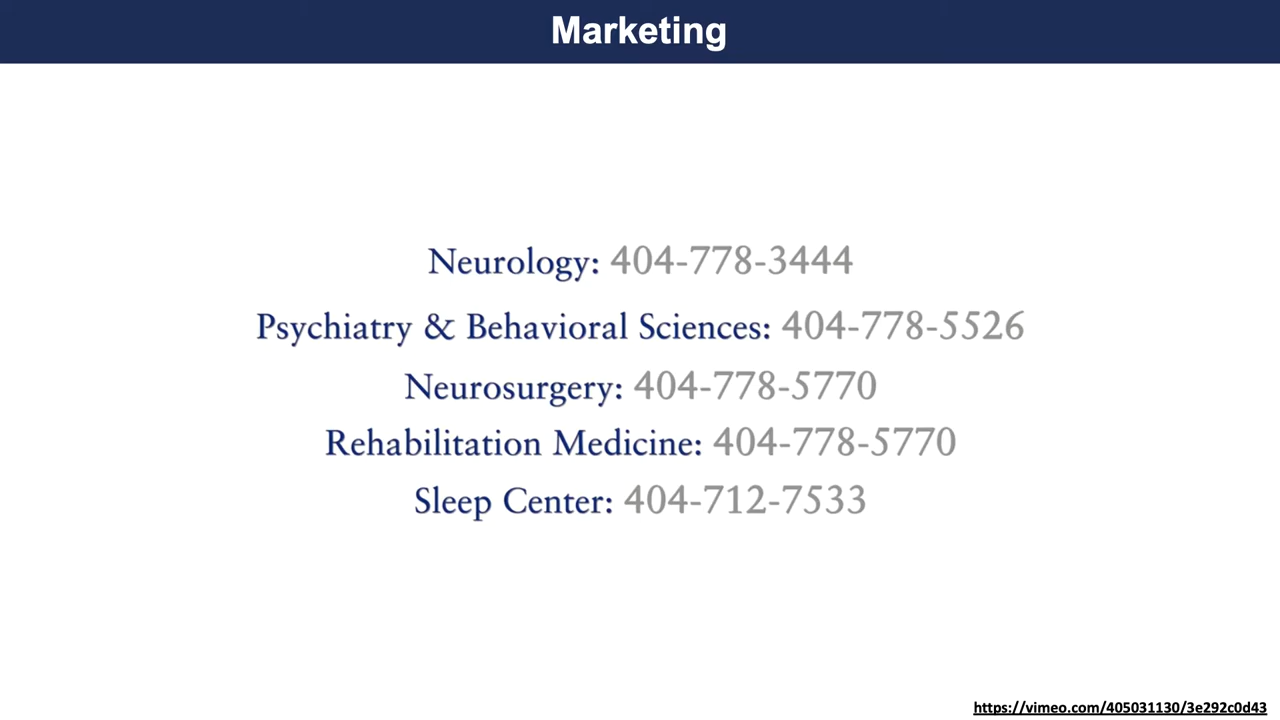 Marketing
Neurology: 404-778-3444
Psychiatry & Behavioral Sciences: 404-778-5526
Neurosurgery: 404-778-5770
Rehabilitation Medicine: 404-778-5770
Sleep Center: 404-712-7533
https://vimeo.com/405031130/3e292c0d43